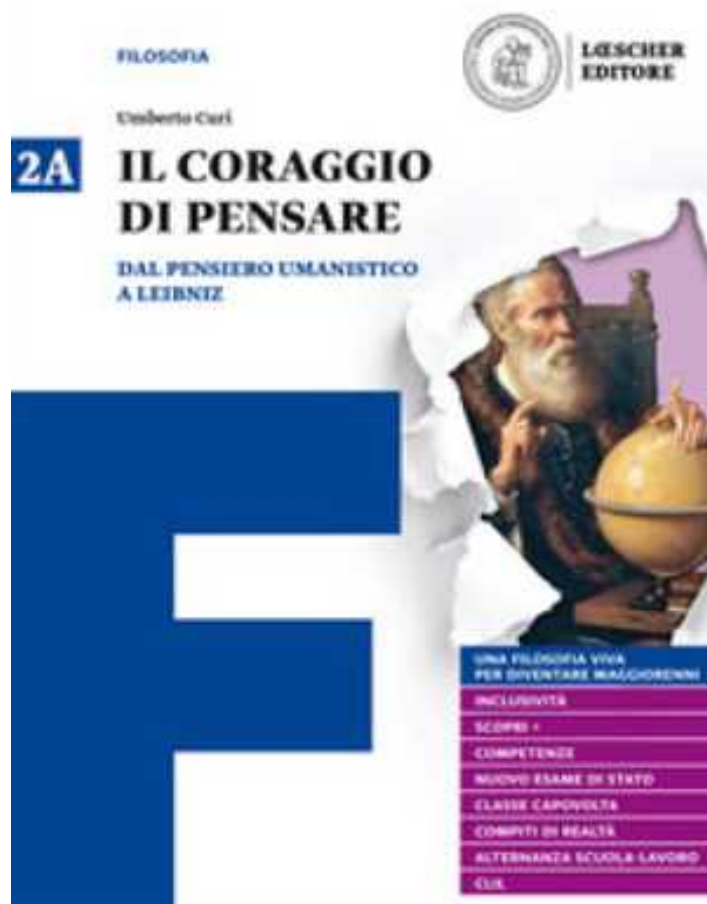 FILOSOFIA
LŒSCHER
EDITORE
Umberto Curi
2A
IL CORAGGIO
DI PENSARE
DAL PENSIERO UMANISTICO
A LEIBNIZ
F
UNA FILOSOFIA VIVA
PER DIVENTARE MAGGIORENNI
INCLUSIVITÀ
SCOPRI +
COMPETENZE
NUOVO ESAME DI STATO
CLASSE CAPOVOLTA
COMPITI DI REALTÀ
ALTERNANZA SCUOLA LAVORO
CLIL